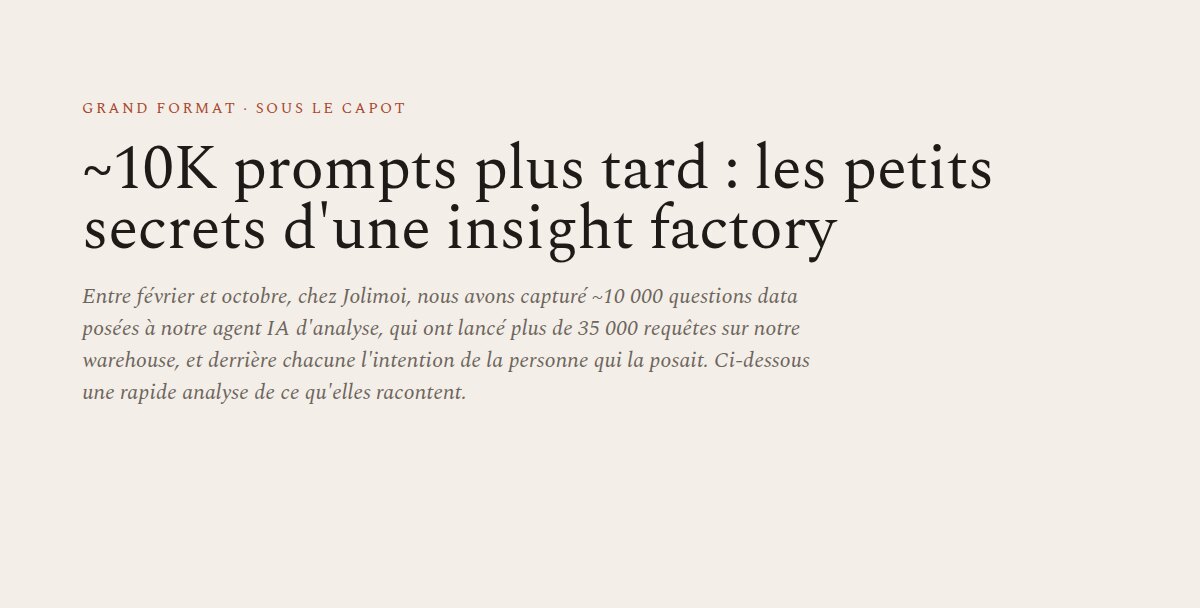 GRAND FORMAT · SOUS LE CAPOT
~10K prompts plus tard : les petits
secrets d'une insight factory
Entre février et octobre, chez Jolimoi, nous avons capturé ~10 000 questions data
posées à notre agent IA d'analyse, qui ont lancé plus de 35 000 requêtes sur notre
warehouse, et derrière chacune l'intention de la personne qui la posait. Ci-dessous
une rapide analyse de ce qu'elles racontent.